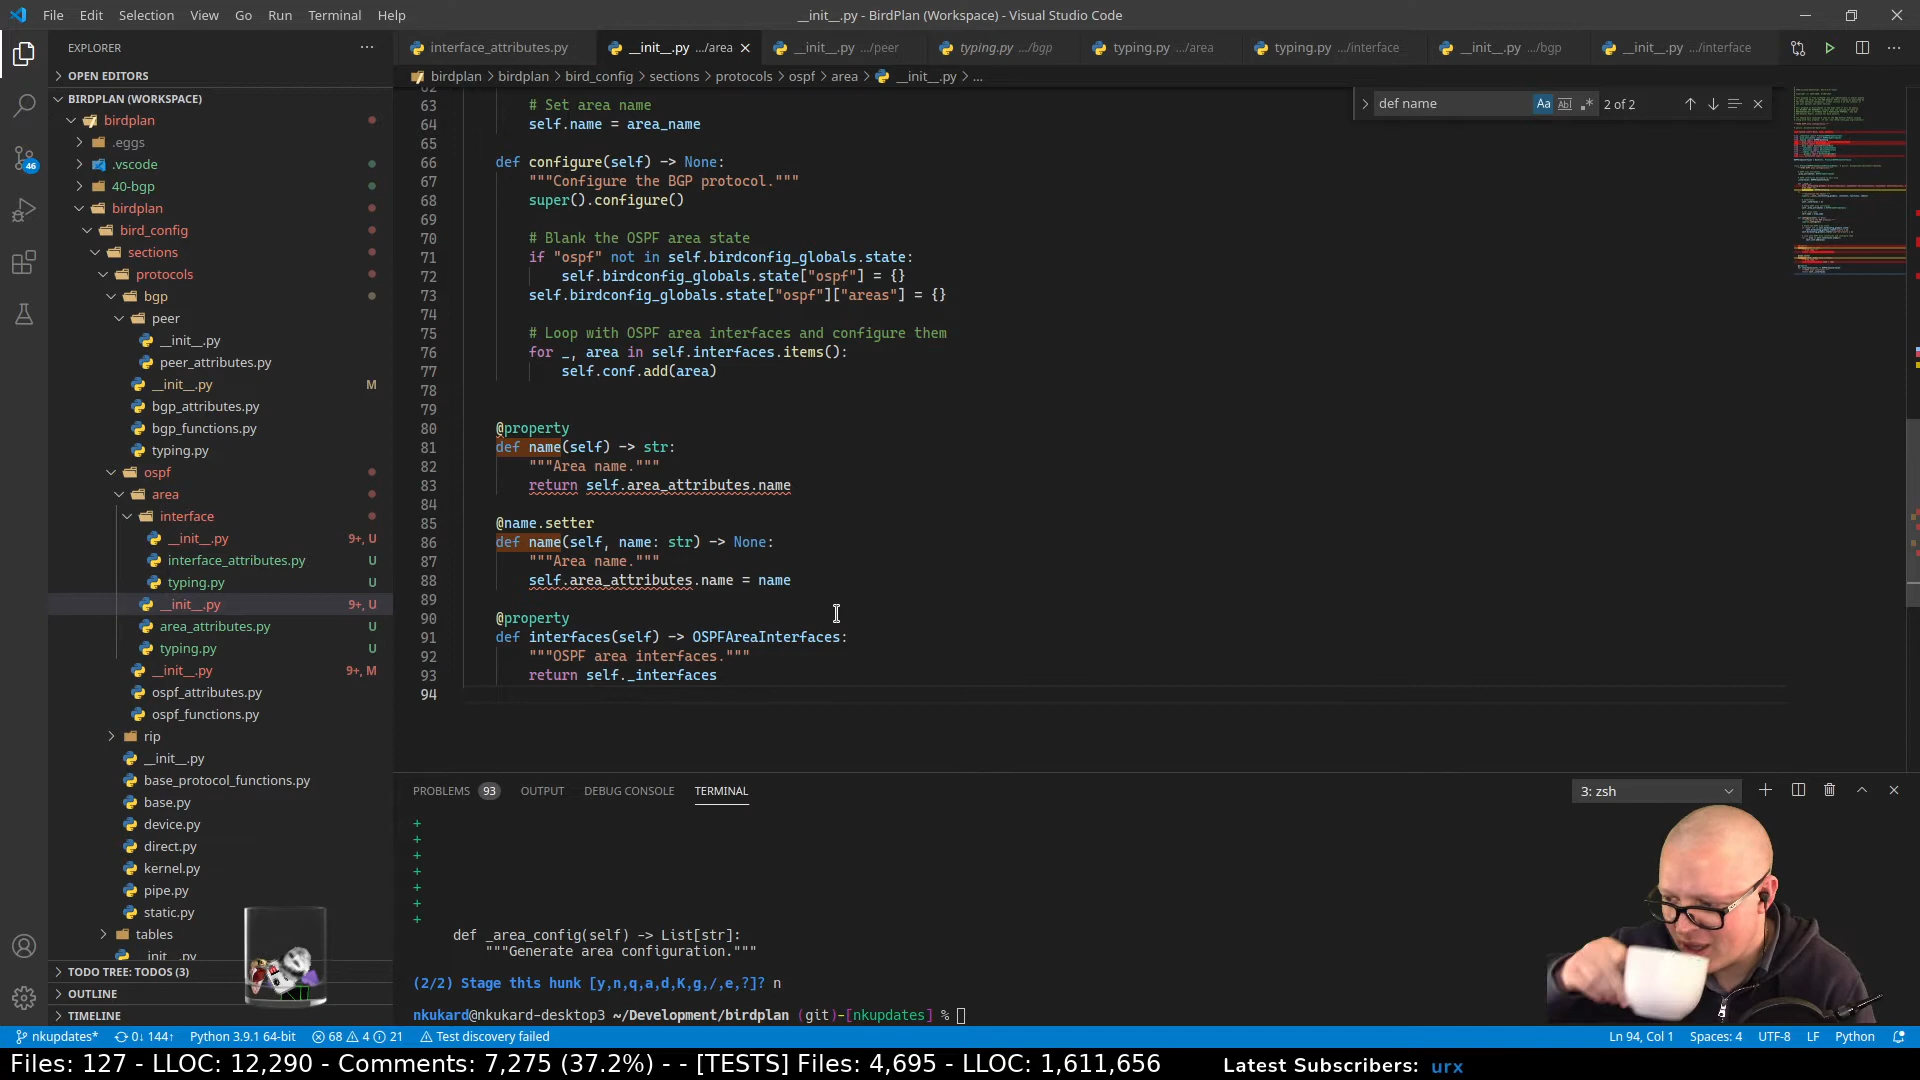 File Edit Selection View Go Run Terminal Help
__init__.py - BirdPlan (Workspace) - Visual Studio Code
EXPLORER
interface_attributes.py
__init__.py .../area
__init__.py .../peer
typing.py .../bgp
typing.py .../area
typing.py .../interface
__init__.py .../bgp
__init__.py .../interface
birdplan > birdplan > bird_config > sections > protocols > ospf > area > __init__.py > ...
def name
Aa
Abl
2 of 2
OPEN EDITORS
BIRDPLAN (WORKSPACE)
birdplan
.eggs
.vscode
40-bgp
birdplan
bird_config
sections
protocols
bgp
peer
__init__.py
peer_attributes.py
__init__.py M
bgp_attributes.py
bgp_functions.py
typing.py
ospf
area
interface
__init__.py 9+, U
interface_attributes.py U
typing.py U
__init__.py 9+, U
area_attributes.py U
typing.py U
__init__.py 9+, M
ospf_attributes.py
ospf_functions.py
rip
__init__.py
base_protocol_functions.py
base.py
device.py
direct.py
kernel.py
pipe.py
static.py
tables
__init__.py
TODO TREE: TODOS (3)
OUTLINE
TIMELINE
46
62
63 # Set area name
64 self.name = area_name
65
66 def configure(self) -> None:
67 """Configure the BGP protocol."""
68 super().configure()
69
70 # Blank the OSPF area state
71 if "ospf" not in self.birdconfig_globals.state:
72 self.birdconfig_globals.state["ospf"] = {}
73 self.birdconfig_globals.state["ospf"]["areas"] = {}
74
75 # Loop with OSPF area interfaces and configure them
76 for _, area in self.interfaces.items():
77 self.conf.add(area)
78
79
80 @property
81 def name(self) -> str:
82 """Area name."""
83 return self.area_attributes.name
84
85 @name.setter
86 def name(self, name: str) -> None:
87 """Area name."""
88 self.area_attributes.name = name
89
90 @property
91 def interfaces(self) -> OSPFAreaInterfaces:
92 """OSPF area interfaces."""
93 return self._interfaces
94
PROBLEMS 93 OUTPUT DEBUG CONSOLE TERMINAL
3: zsh
+
+
+
+
+
+
+
def _area_config(self) -> List[str]:
"""Generate area configuration."""
(2/2) Stage this hunk [y,n,q,a,d,K,g,/,e,?]? n
nkukard@nkukard-desktop3 ~/Development/birdplan (git)-[nkupdates] %
nkupdates* 0↓ 144↑ Python 3.9.1 64-bit 68 4 21 Test discovery failed
Ln 94, Col 1 Spaces: 4 UTF-8 LF Python
Files: 127 - LLOC: 12,290 - Comments: 7,275 (37.2%) - - [TESTS] Files: 4,695 - LLOC: 1,611,656
Latest Subscribers: urx